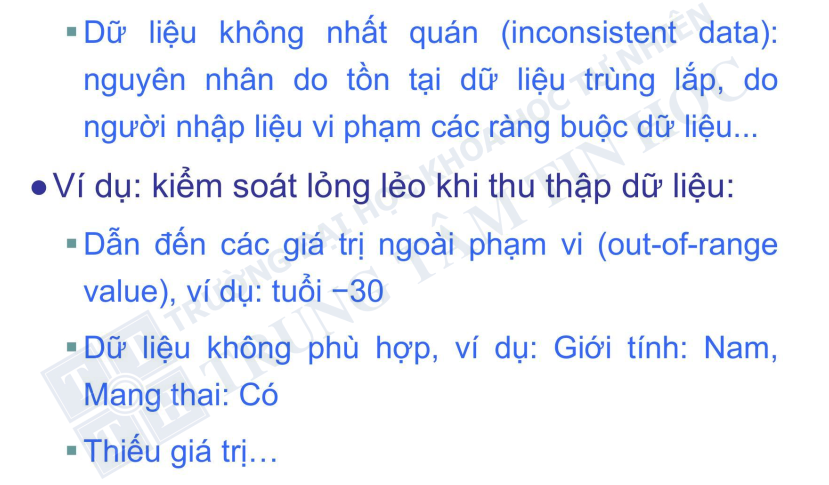 ▪Dữ liệu không nhất quán (inconsistent data):
nguyên nhân do tồn tại dữ liệu trùng lắp, do
người nhập liệu vi phạm các ràng buộc dữ liệu...
●Ví dụ: kiểm soát lỏng lẻo khi thu thập dữ liệu:
▪Dẫn đến các giá trị ngoài phạm vi (out-of-range
value), ví dụ: tuổi −30
▪Dữ liệu không phù hợp, ví dụ: Giới tính: Nam,
Mang thai: Có
▪Thiếu giá trị…
TRƯỜNG ĐẠI HỌC KHOA HỌC TỰ NHIÊN
TRUNG TÂM TIN HỌC